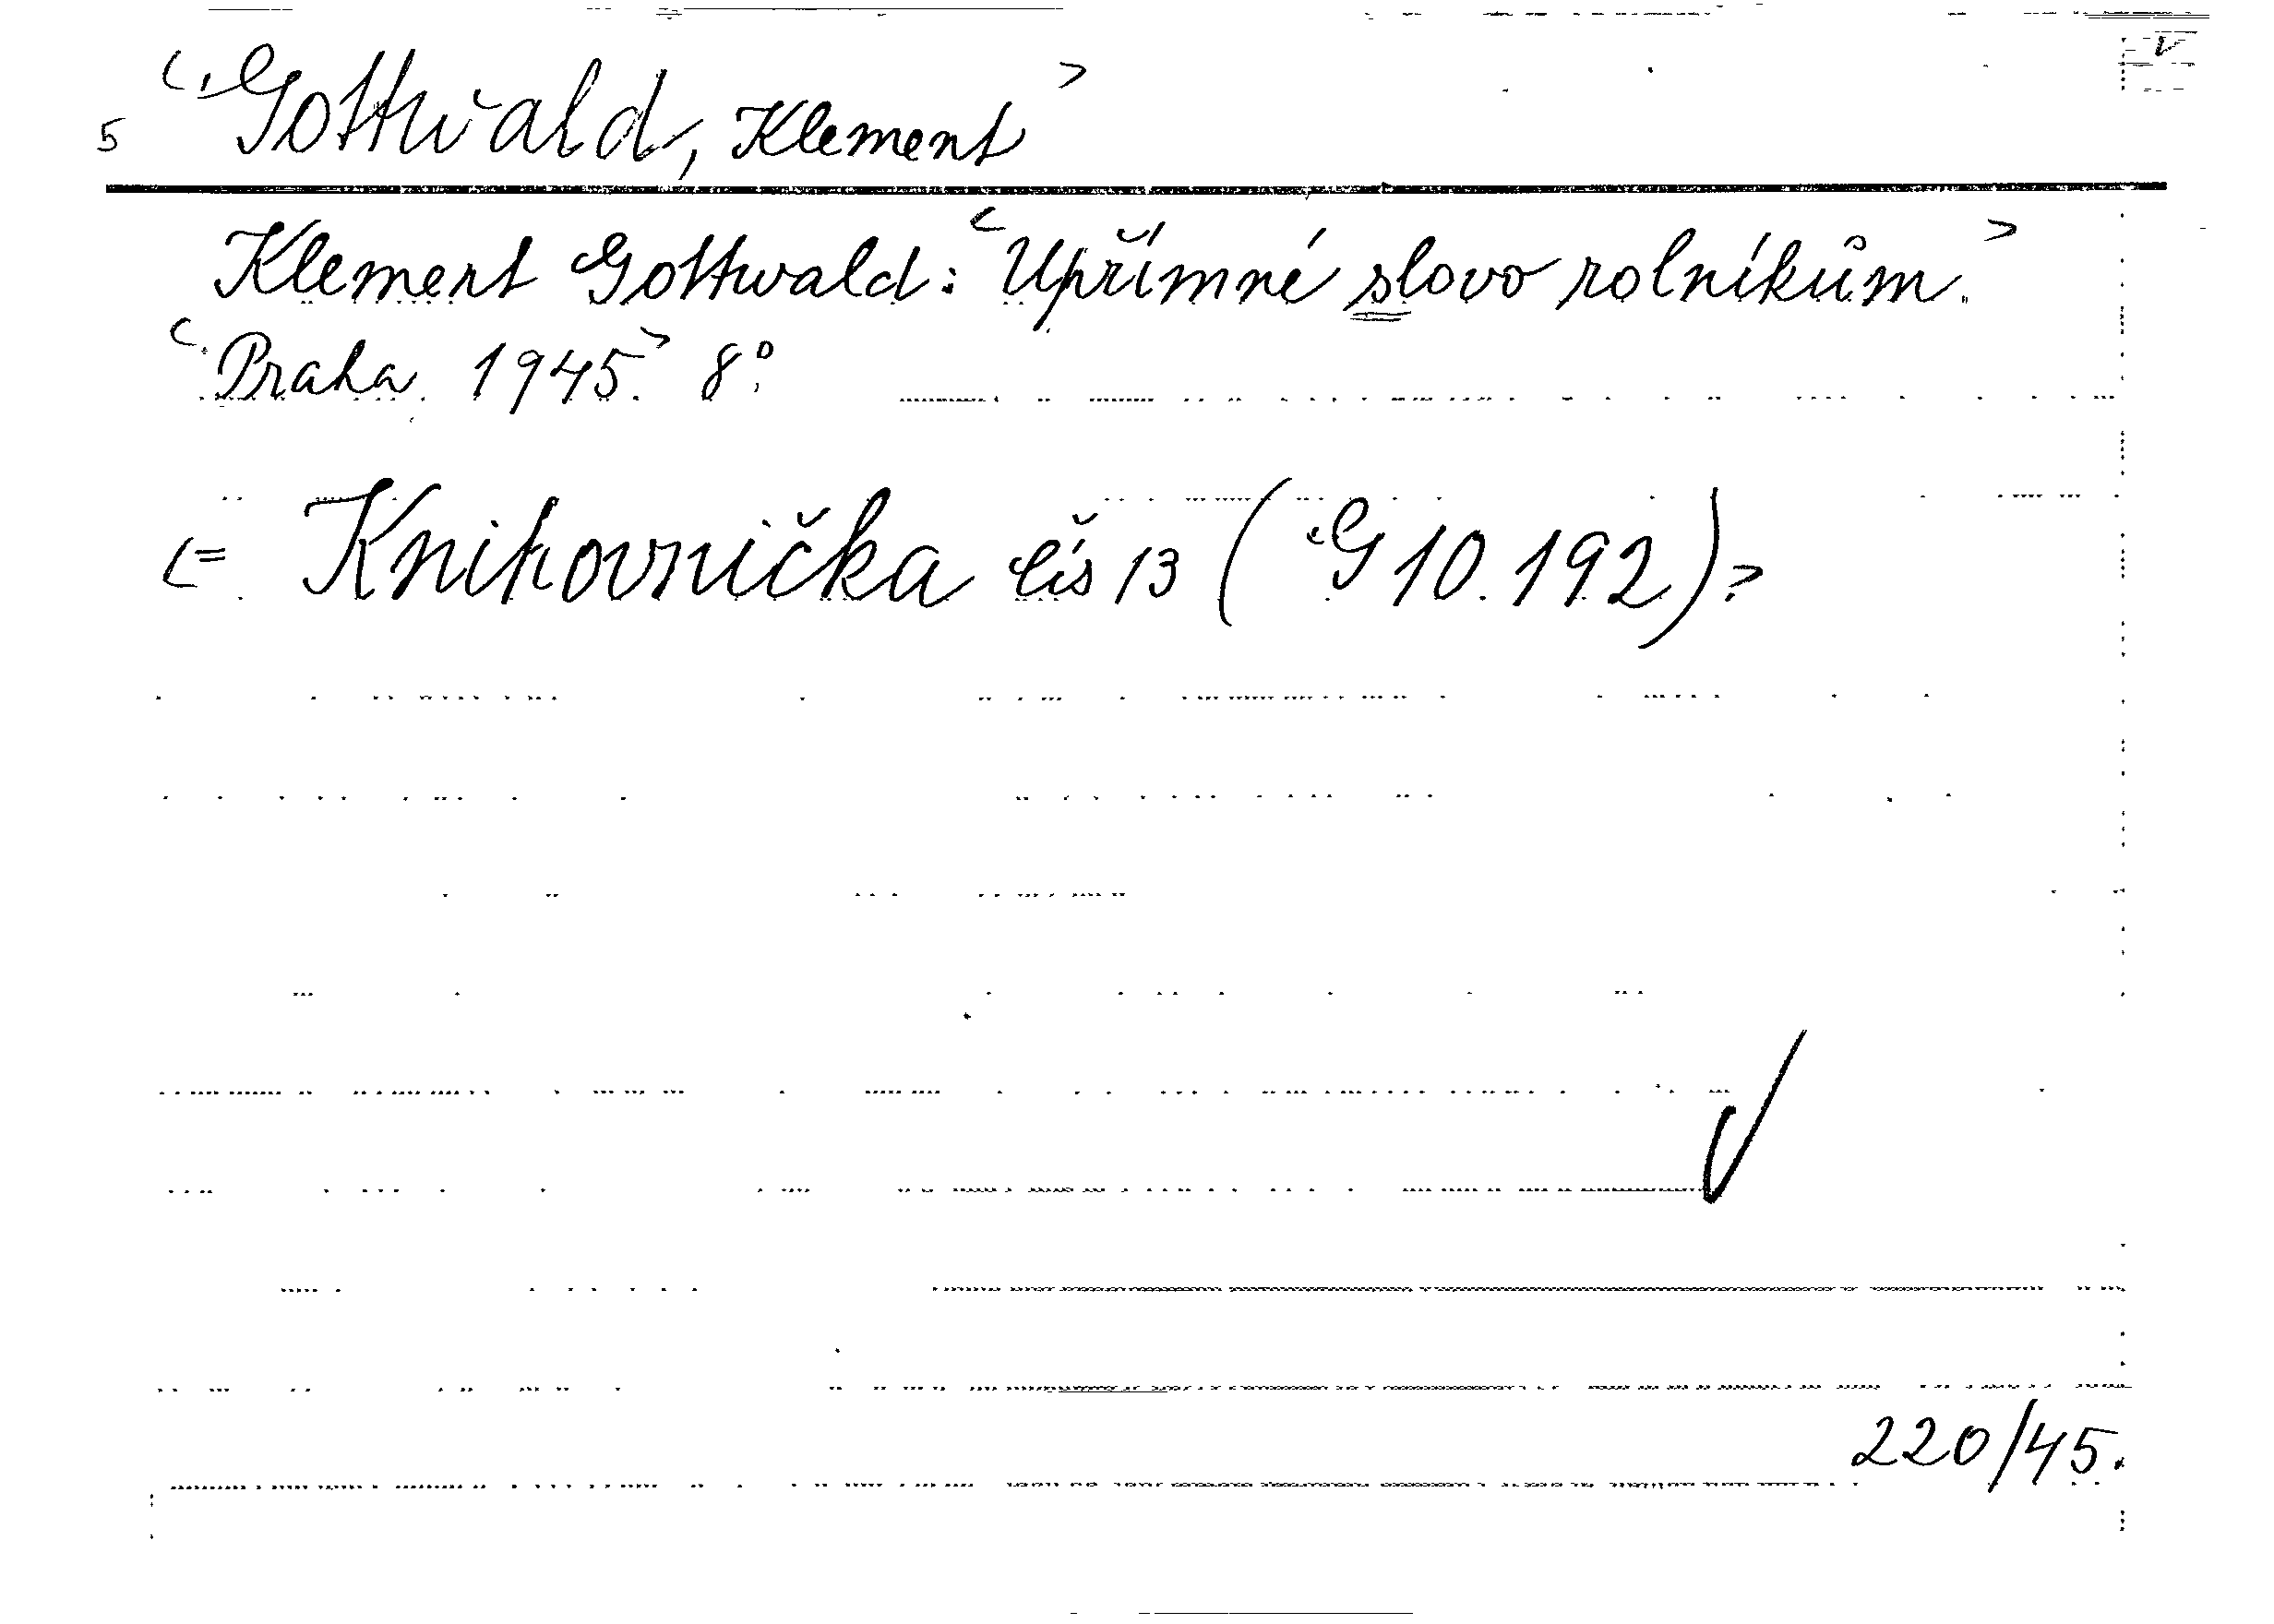 <Gottwald, Klement>
5
Klement Gottwald: <Upřímné slovo rolníkům.>
<Praha 1945.> 8°.
<= Knihovnička čís 13 (G 10.192)>
220/45.